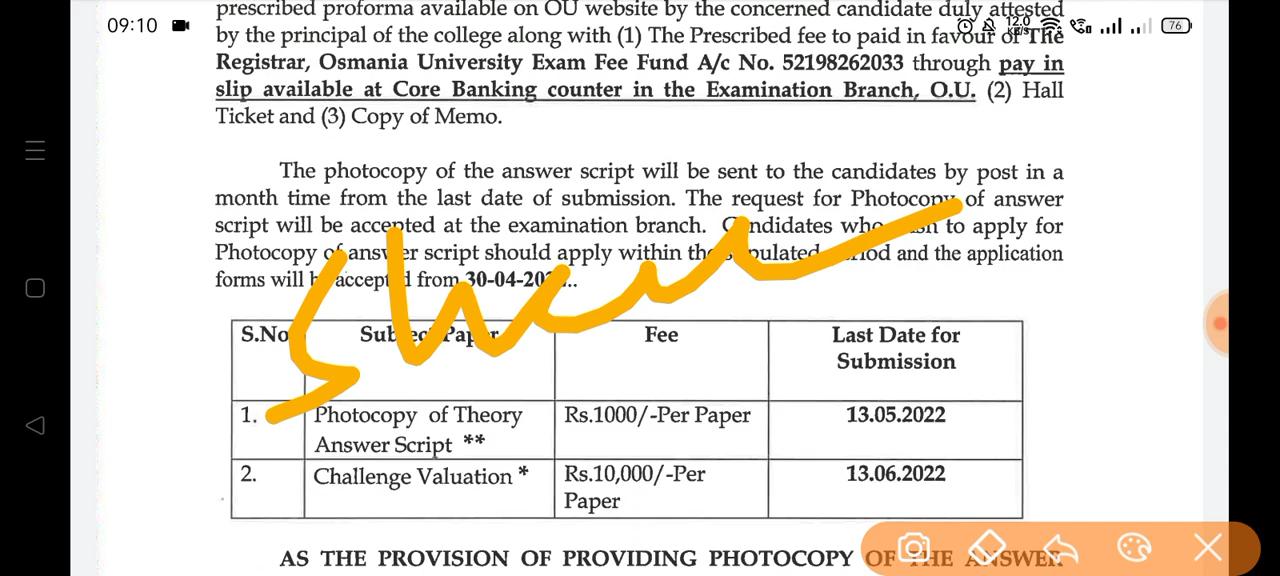 prescribed proforma available on OU website by the concerned candidate duly attested
09:10 12.0 KB/s 76
by the principal of the college along with (1) The Prescribed fee to paid in favour of The
Registrar, Osmania University Exam Fee Fund A/c No. 52198262033 through pay in
slip available at Core Banking counter in the Examination Branch, O.U. (2) Hall
Ticket and (3) Copy of Memo.
The photocopy of the answer script will be sent to the candidates by post in a
month time from the last date of submission. The request for Photocopy of answer
script will be accepted at the examination branch. Candidates who to apply for
Photocopy of answer script should apply within the and the application
forms will be accepted from 30-04-20
S.No Subject/Paper Fee Last Date for
Submission
1. Photocopy of Theory Rs.1000/-Per Paper 13.05.2022
Answer Script **
2. Challenge Valuation * Rs.10,000/-Per 13.06.2022
Paper
AS THE PROVISION OF PROVIDING PHOTOCOPY OF THE ANSWER